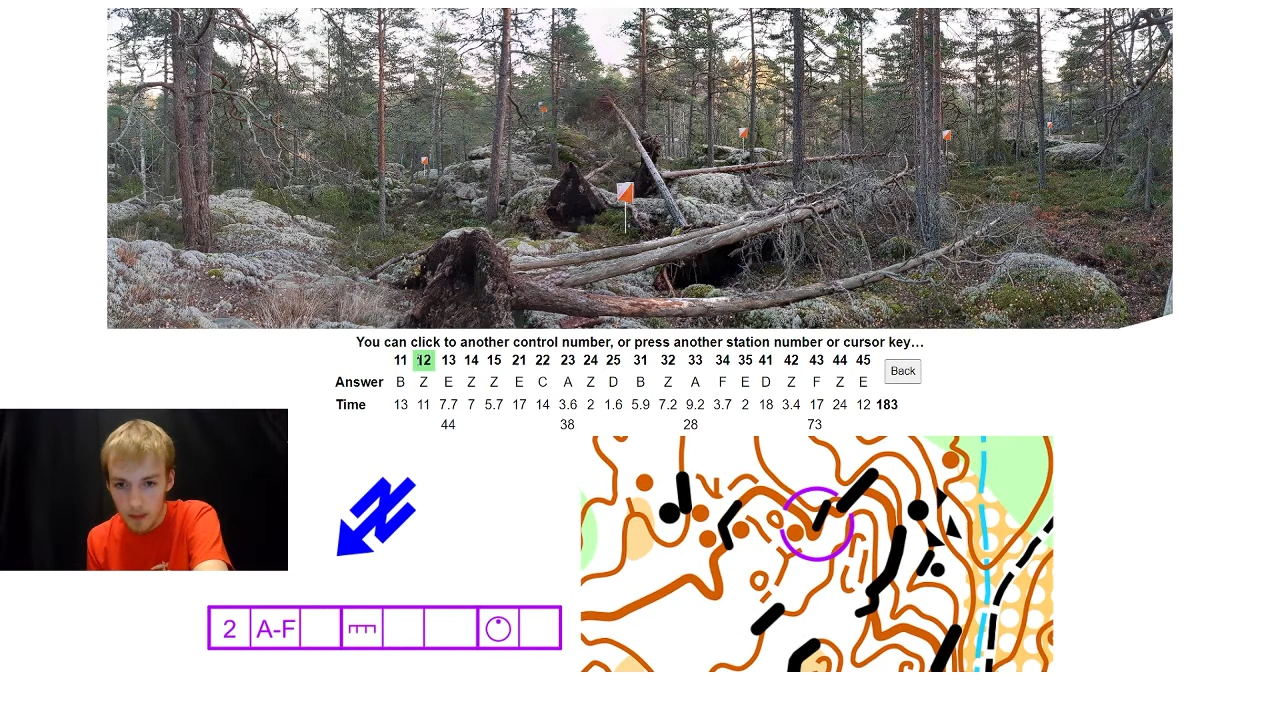 You can click to another control number, or press another station number or cursor key…
11 12 13 14 15 21 22 23 24 25 31 32 33 34 35 41 42 43 44 45
Back
Answer B Z E Z Z E C A Z D B Z A F E D Z F Z E
Time 13 11 7.7 7 5.7 17 14 3.6 2 1.6 5.9 7.2 9.2 3.7 2 18 3.4 17 24 12 183
44 38 28 73
2 A-F